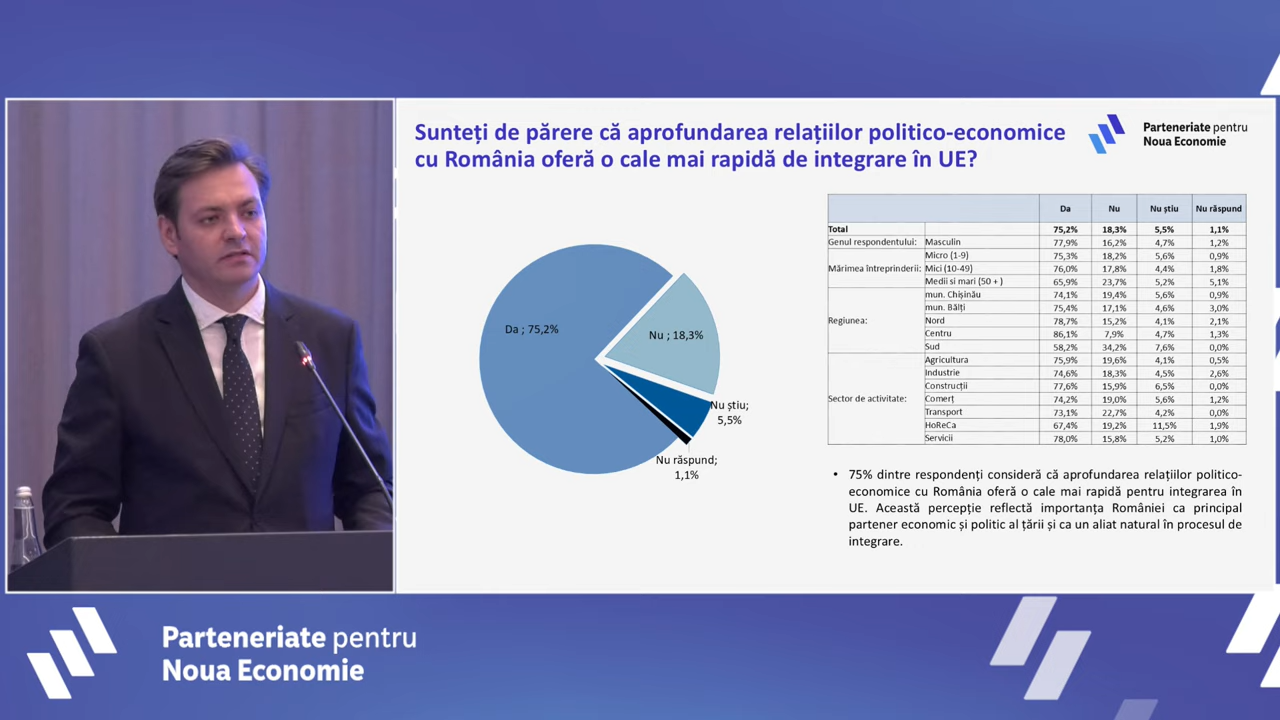 Sunteți de părere că aprofundarea relațiilor politico-economice
cu România oferă o cale mai rapidă de integrare în UE?
Parteneriate pentru
Noua Economie
Da ; 75,2%
Nu ; 18,3%
Nu știu;
5,5%
Nu răspund;
1,1%
Da Nu Nu știu Nu răspund
Total 75,2% 18,3% 5,5% 1,1%
Genul respondentului: Masculin 77,9% 16,2% 4,7% 1,2%
Micro (1-9) 75,3% 18,2% 5,6% 0,9%
Mărimea întreprinderii: Mici (10-49) 76,0% 17,8% 4,4% 1,8%
Medii si mari (50 + ) 65,9% 23,7% 5,2% 5,1%
mun. Chișinău 74,1% 19,4% 5,6% 0,9%
mun. Bălți 75,4% 17,1% 4,6% 3,0%
Regiunea: Nord 78,7% 15,2% 4,1% 2,1%
Centru 86,1% 7,9% 4,7% 1,3%
Sud 58,2% 34,2% 7,6% 0,0%
Agricultura 75,9% 19,6% 4,1% 0,5%
Industrie 74,6% 18,3% 4,5% 2,6%
Construcții 77,6% 15,9% 6,5% 0,0%
Sector de activitate: Comerț 74,2% 19,0% 5,6% 1,2%
Transport 73,1% 22,7% 4,2% 0,0%
HoReCa 67,4% 19,2% 11,5% 1,9%
Servicii 78,0% 15,8% 5,2% 1,0%
• 75% dintre respondenți consideră că aprofundarea relațiilor politico-
economice cu România oferă o cale mai rapidă pentru integrarea în
UE. Această percepție reflectă importanța României ca principal
partener economic și politic al țării și ca un aliat natural în procesul de
integrare.
Parteneriate pentru
Noua Economie